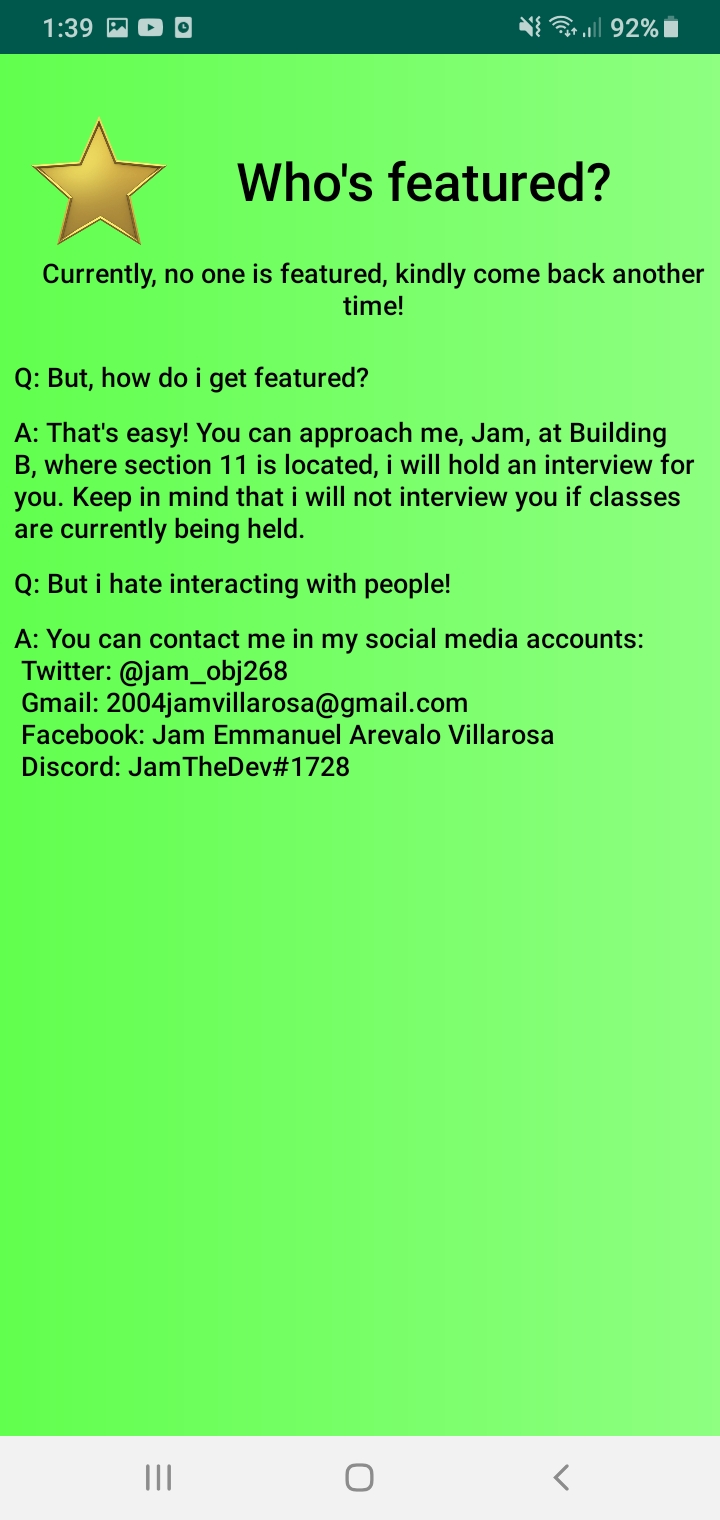 1:39
92%
Who's featured?
Currently, no one is featured, kindly come back another
time!
Q: But, how do i get featured?
A: That's easy! You can approach me, Jam, at Building
B, where section 11 is located, i will hold an interview for
you. Keep in mind that i will not interview you if classes
are currently being held.
Q: But i hate interacting with people!
A: You can contact me in my social media accounts:
Twitter: @jam_obj268
Gmail: 2004jamvillarosa@gmail.com
Facebook: Jam Emmanuel Arevalo Villarosa
Discord: JamTheDev#1728